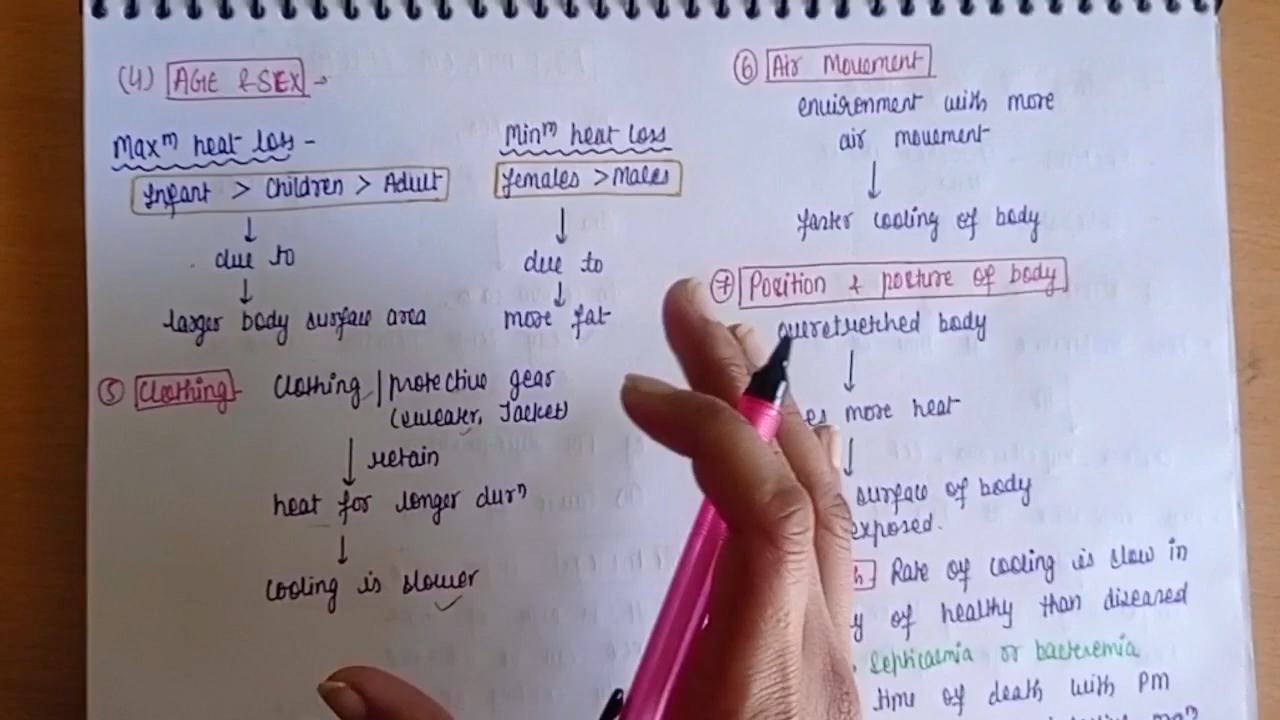 (4) AGE & SEX →
Maxᵐ heat loss -
Infant > Children > Adult
↓
due to
↓
larger body surface area
Minᵐ heat loss
females > Males
↓
due to
↓
more fat
⑤ Clothing - Clothing | protective gear
(sweater, Jacket)
↓ retain
heat for longer durⁿ
↓
cooling is slower ✓
⑥ Air Movement
environment with more
air movement
↓
faster cooling of body
⑦ Position & posture of body
overstretched body
↓
more heat
↓
surface of body
exposed.
Rate of cooling is slow in
of healthy than diseased
septicaemia or bacteremia
time of death with PM